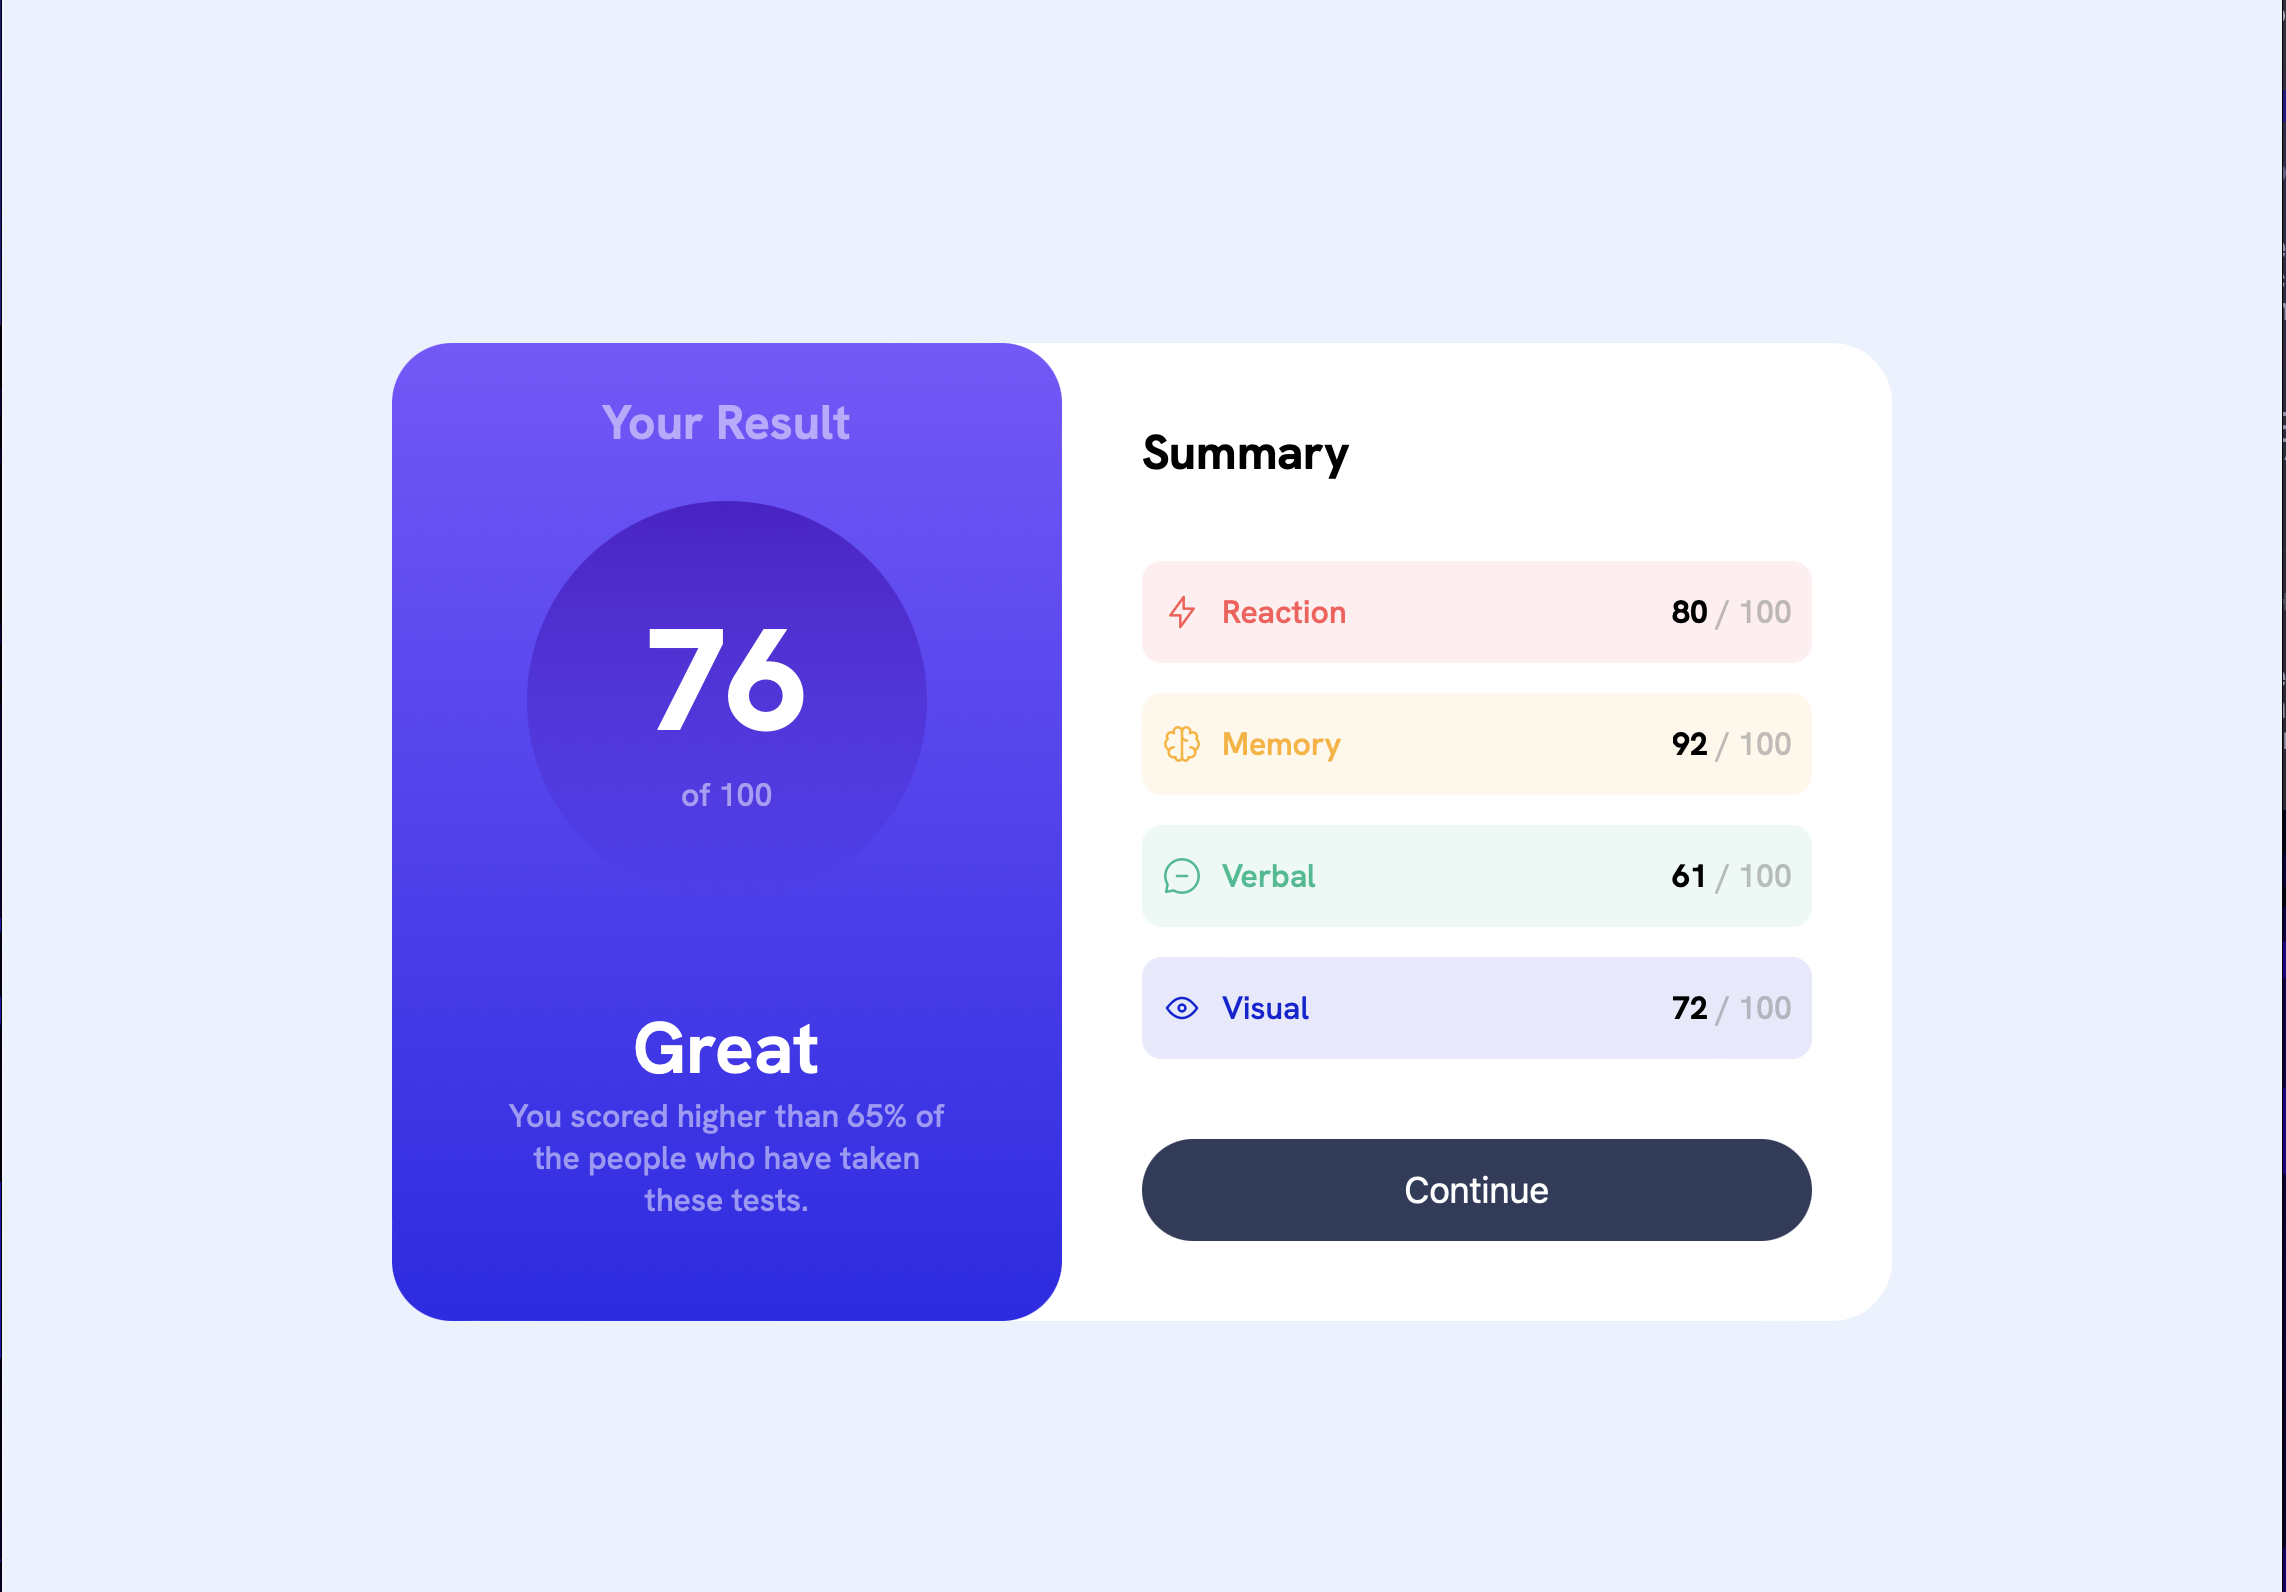 Your Result
76
of 100
Great
You scored higher than 65% of
the people who have taken
these tests.
Summary
Reaction 80 / 100
Memory 92 / 100
Verbal 61 / 100
Visual 72 / 100
Continue